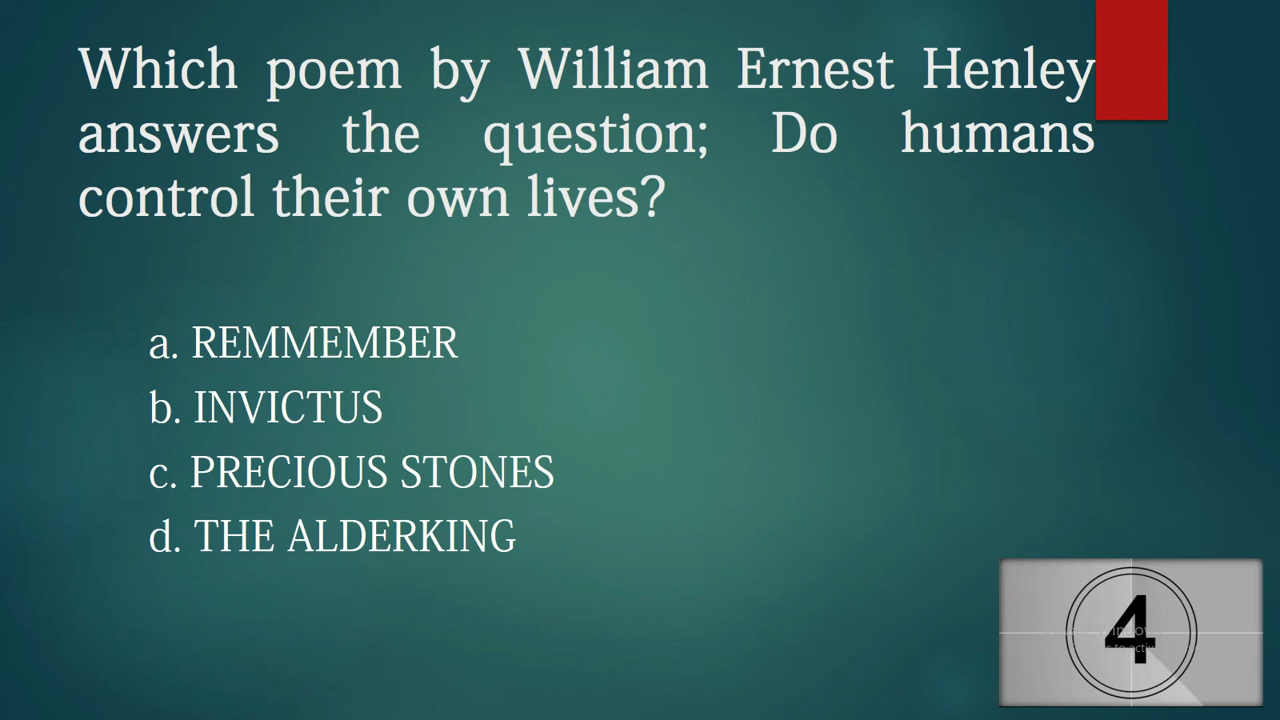 Which poem by William Ernest Henley
answers the question; Do humans
control their own lives?
a. REMMEMBER
b. INVICTUS
c. PRECIOUS STONES
d. THE ALDERKING
4